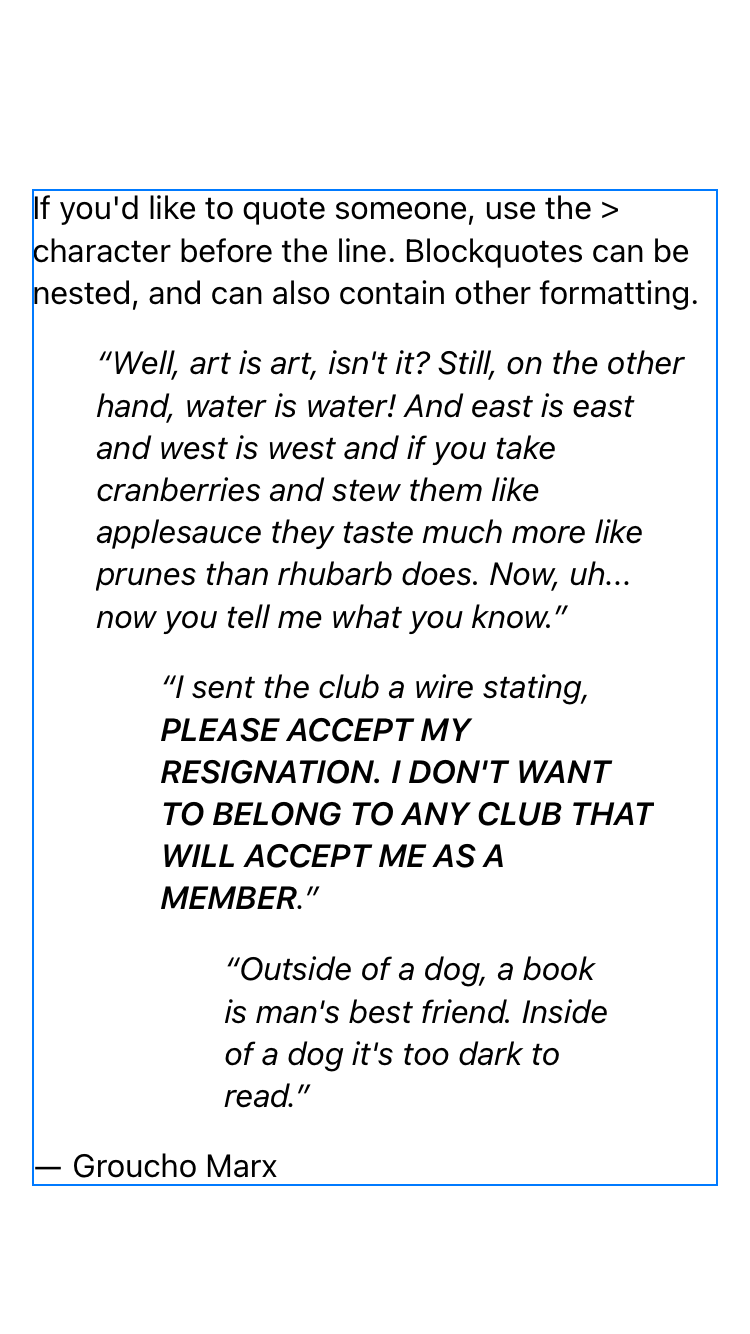 If you'd like to quote someone, use the >
character before the line. Blockquotes can be
nested, and can also contain other formatting.
“Well, art is art, isn't it? Still, on the other
hand, water is water! And east is east
and west is west and if you take
cranberries and stew them like
applesauce they taste much more like
prunes than rhubarb does. Now, uh...
now you tell me what you know.”
“I sent the club a wire stating,
PLEASE ACCEPT MY
RESIGNATION. I DON'T WANT
TO BELONG TO ANY CLUB THAT
WILL ACCEPT ME AS A
MEMBER.”
“Outside of a dog, a book
is man's best friend. Inside
of a dog it's too dark to
read.”
— Groucho Marx